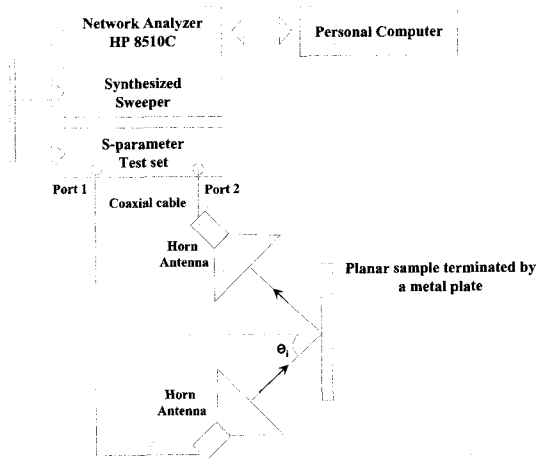 Network Analyzer
HP 8510C
Personal Computer
Synthesized
Sweeper
S-parameter
Test set
Port 1
Port 2
Coaxial cable
Horn
Antenna
Planar sample terminated by
a metal plate
Θi
Horn
Antenna